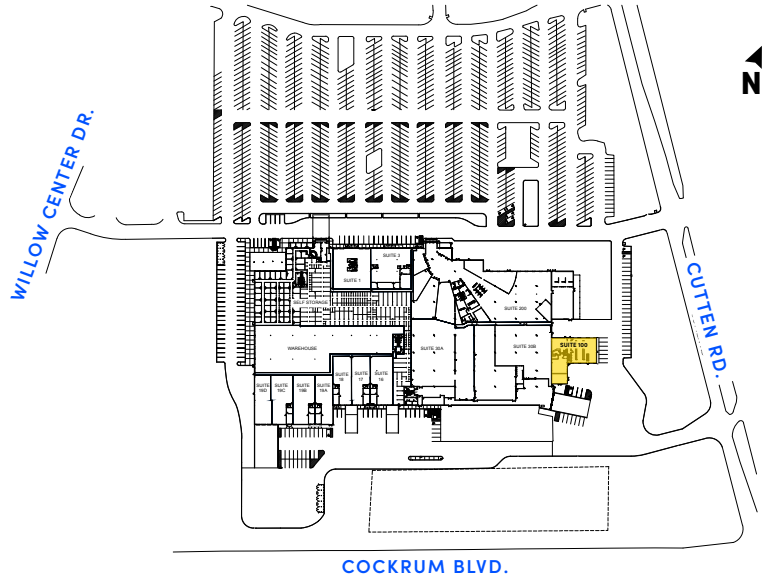 N
WILLOW CENTER DR.
SUITE 2
SUITE 1
SELF STORAGE
SUITE 200
CUTTEN RD.
WAREHOUSE
SUITE 30A
SUITE 30B
SUITE 100
SUITE
18
SUITE
17
SUITE
16
SUITE
19D
SUITE
19C
SUITE
19B
SUITE
19A
COCKRUM BLVD.